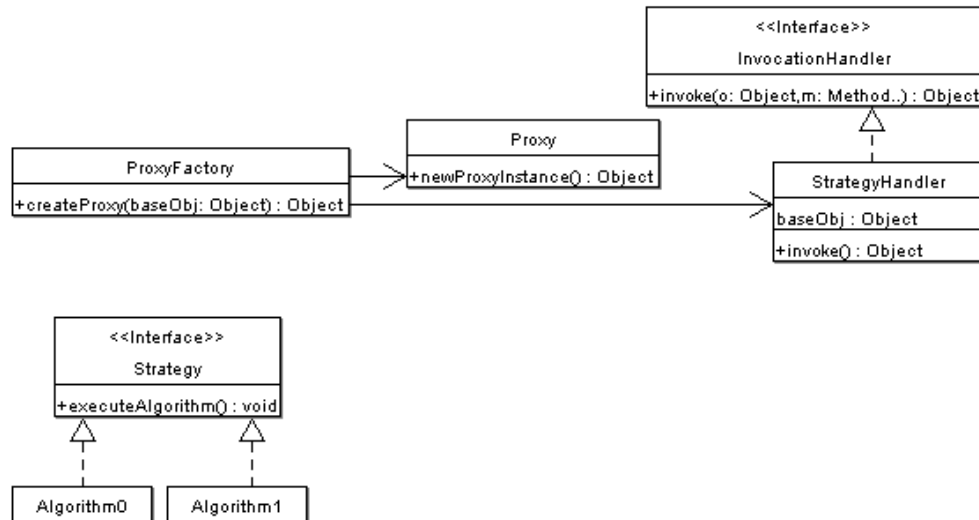 <<Interface>>
InvocationHandler
+invoke(o: Object,m: Method..) : Object
Proxy
+newProxyInstance() : Object
ProxyFactory
+createProxy(baseObj: Object) : Object
StrategyHandler
baseObj : Object
+invoke() : Object
<<Interface>>
Strategy
+executeAlgorithm() : void
Algorithm0
Algorithm1